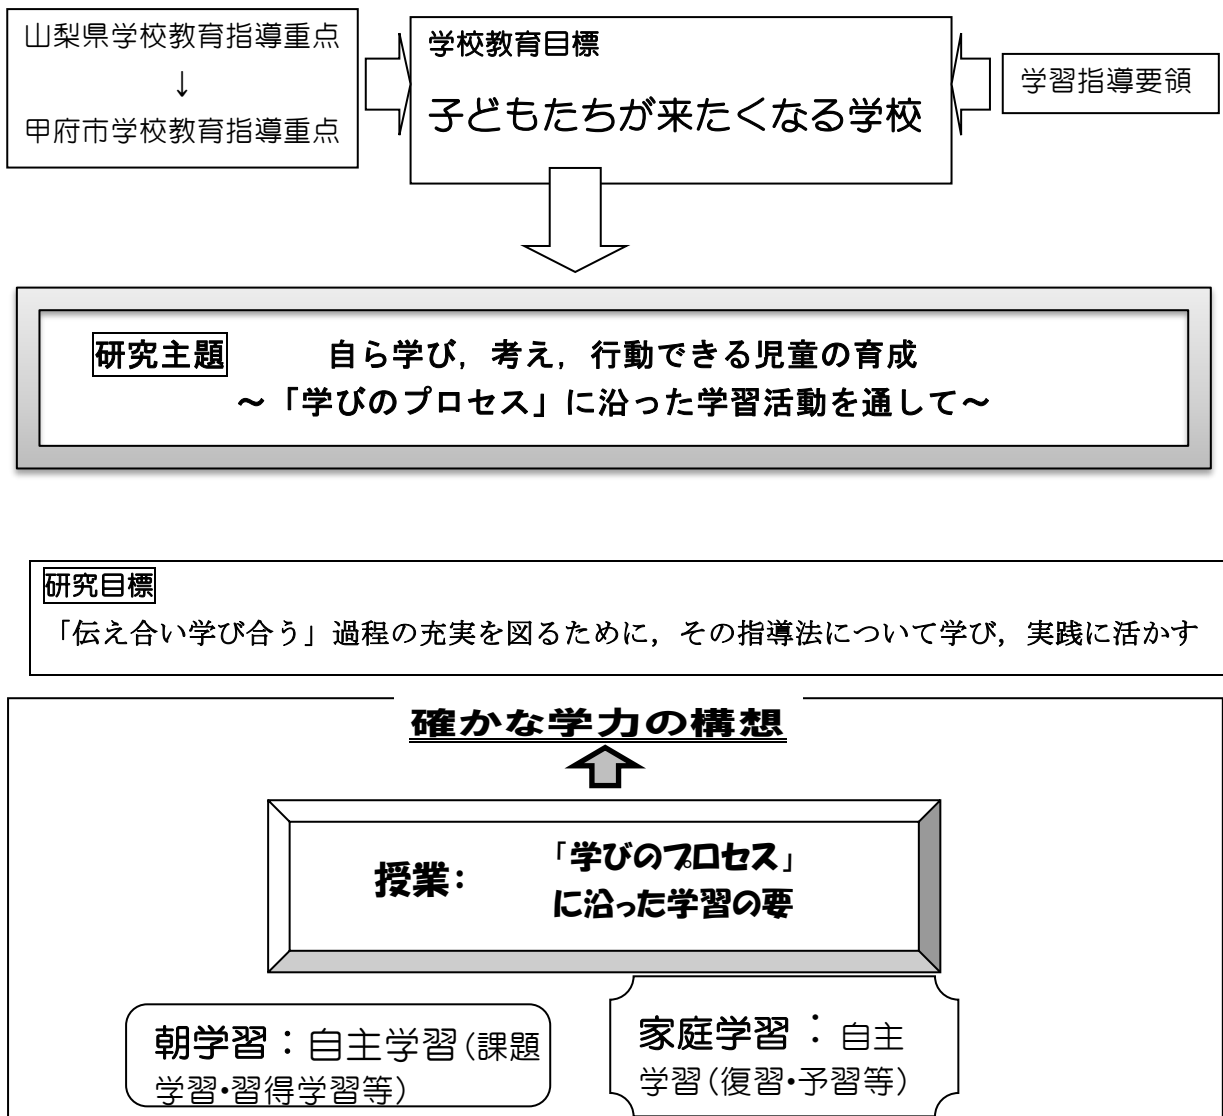 山梨県学校教育指導重点
↓
甲府市学校教育指導重点
学校教育目標
子どもたちが来たくなる学校
学習指導要領
研究主題 自ら学び，考え，行動できる児童の育成
～「学びのプロセス」に沿った学習活動を通して～
研究目標
「伝え合い学び合う」過程の充実を図るために，その指導法について学び，実践に活かす
確かな学力の構想
授業： 「学びのプロセス」
に沿った学習の要
朝学習：自主学習(課題
学習・習得学習等)
家庭学習：自主
学習(復習・予習等)